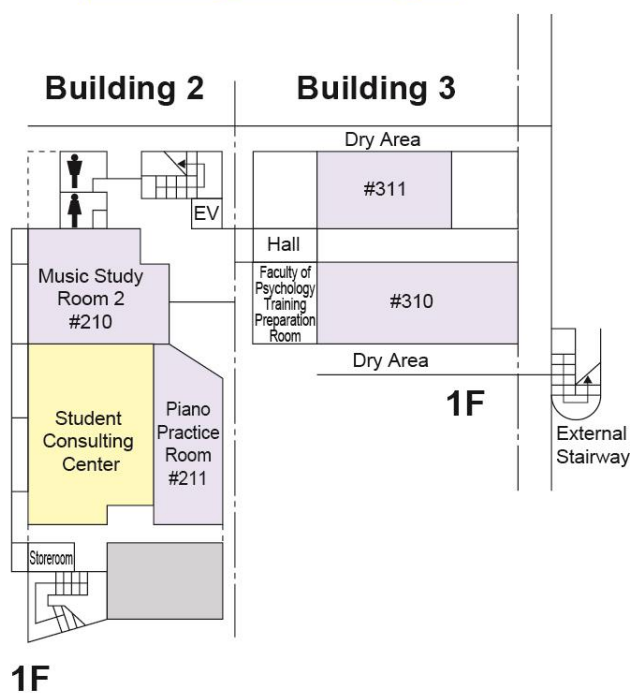 Building 2
Building 3
Dry Area
#311
EV
Hall
Music Study
Room 2
#210
Faculty of
Psychology
Training
Preparation
Room
#310
Dry Area
1F
Student
Consulting
Center
Piano
Practice
Room
#211
External
Stairway
Storeroom
1F